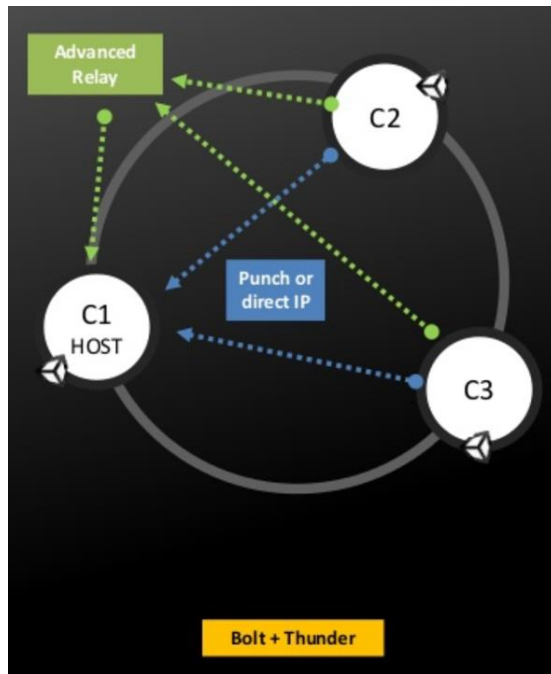 Advanced
Relay
C2
Punch or
direct IP
C1
HOST
C3
Bolt + Thunder